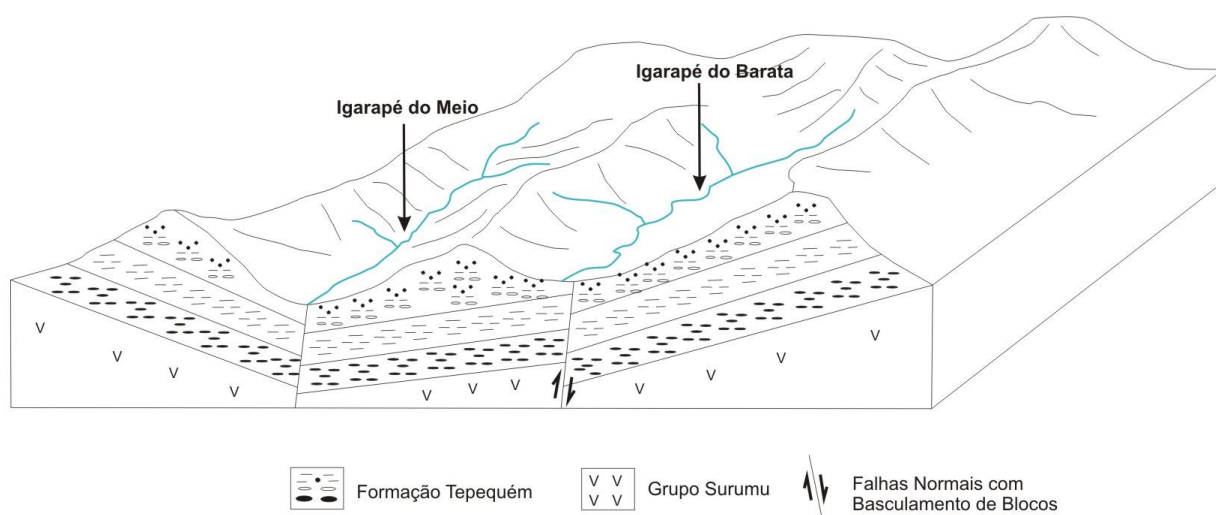 Igarapé do Barata
Igarapé do Meio
Formação Tepequém
V V
V V
Grupo Surumu
Falhas Normais com
Basculamento de Blocos